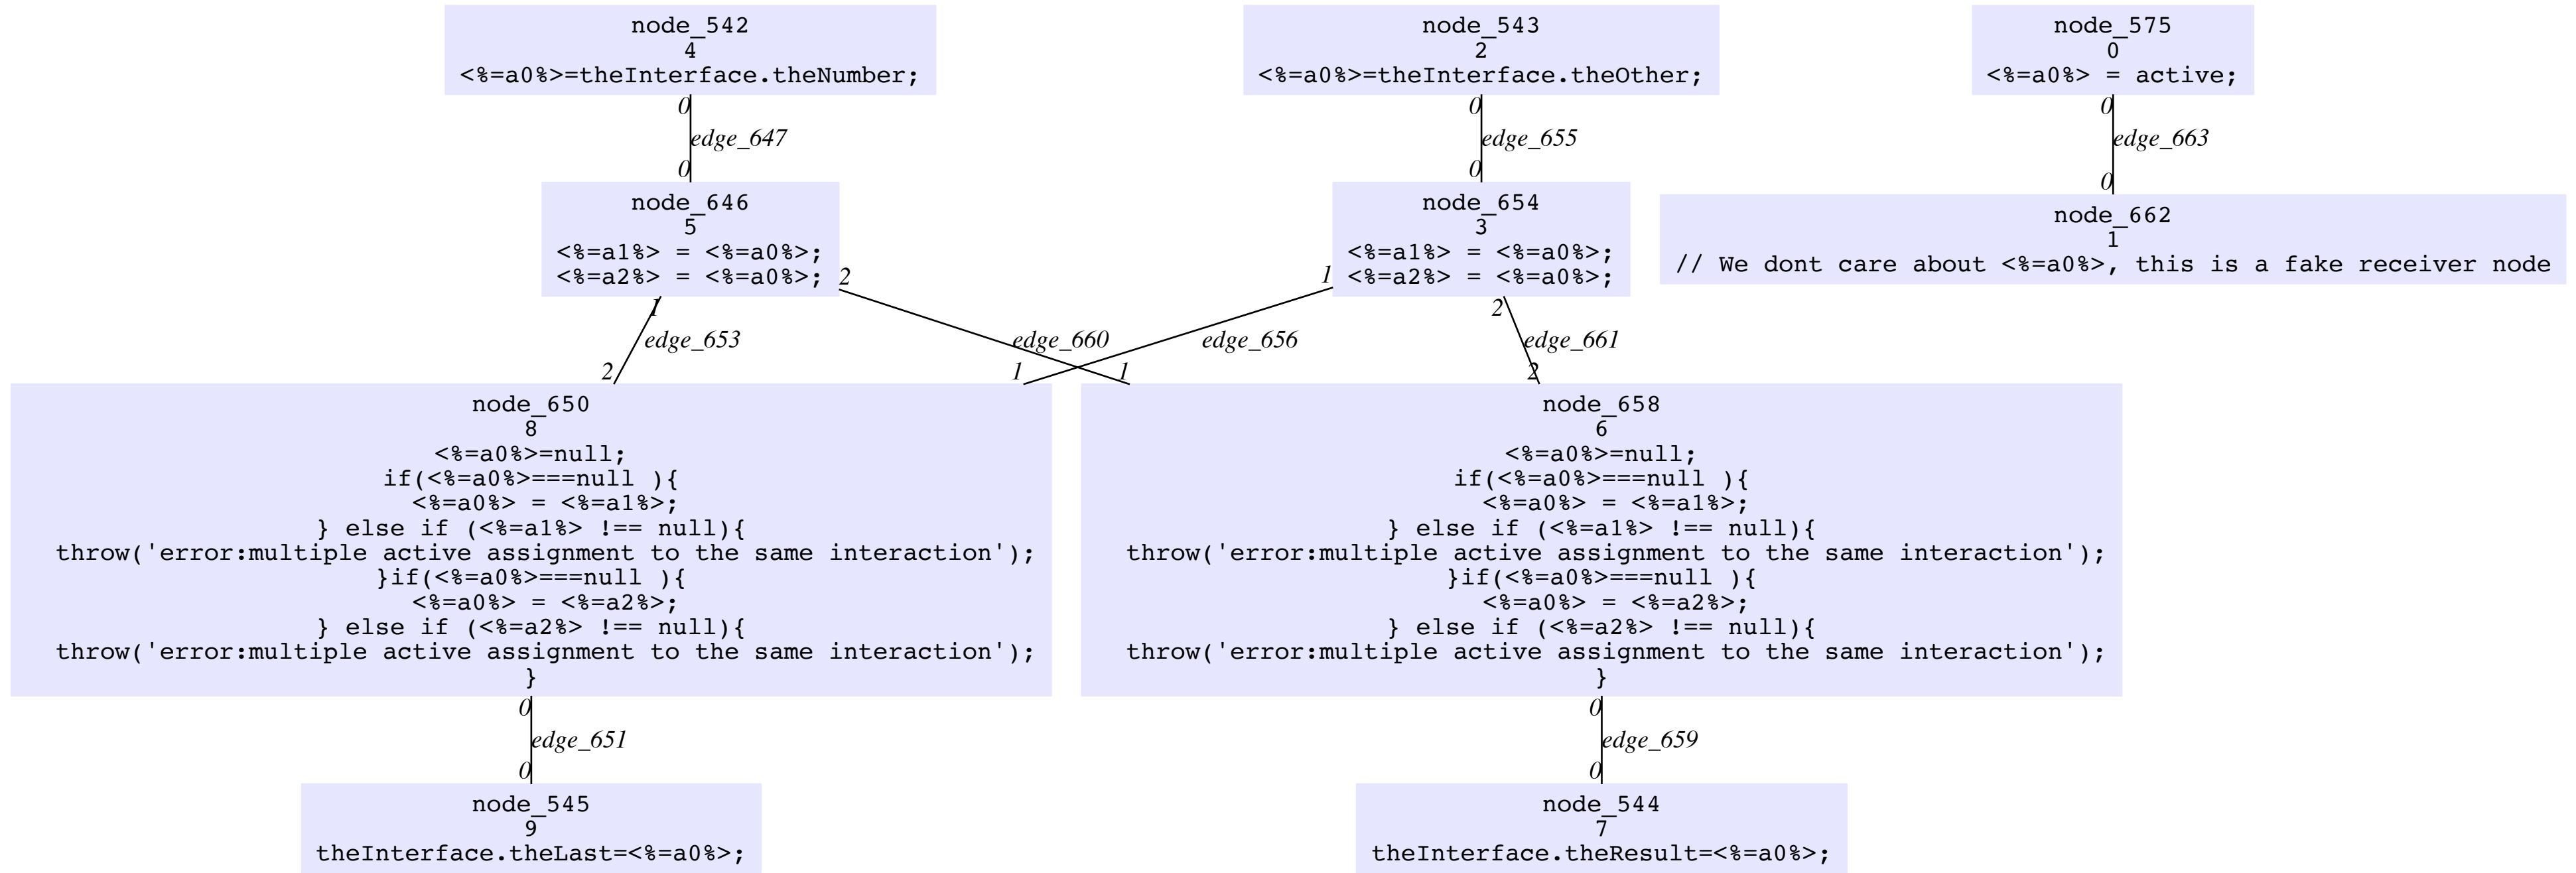 node_542
4
<%=a0%>=theInterface.theNumber;
node_543
2
<%=a0%>=theInterface.theOther;
node_575
0
<%=a0%> = active;
0
edge_647
0
0
edge_655
0
0
edge_663
0
node_646
5
<%=a1%> = <%=a0%>;
<%=a2%> = <%=a0%>;
node_654
3
<%=a1%> = <%=a0%>;
<%=a2%> = <%=a0%>;
node_662
1
// We dont care about <%=a0%>, this is a fake receiver node
1
edge_653
2
2
edge_660
1
1
edge_656
1
2
edge_661
2
node_650
8
<%=a0%>=null;
if(<%=a0%>===null ){
<%=a0%> = <%=a1%>;
} else if (<%=a1%> !== null){
throw('error:multiple active assignment to the same interaction');
}if(<%=a0%>===null ){
<%=a0%> = <%=a2%>;
} else if (<%=a2%> !== null){
throw('error:multiple active assignment to the same interaction');
}
node_658
6
<%=a0%>=null;
if(<%=a0%>===null ){
<%=a0%> = <%=a1%>;
} else if (<%=a1%> !== null){
throw('error:multiple active assignment to the same interaction');
}if(<%=a0%>===null ){
<%=a0%> = <%=a2%>;
} else if (<%=a2%> !== null){
throw('error:multiple active assignment to the same interaction');
}
0
edge_651
0
0
edge_659
0
node_545
9
theInterface.theLast=<%=a0%>;
node_544
7
theInterface.theResult=<%=a0%>;